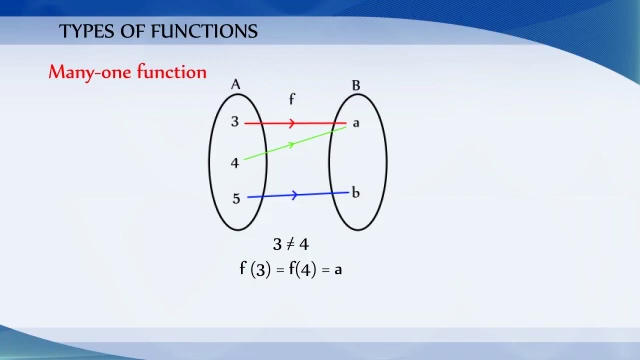 TYPES OF FUNCTIONS
Many-one function
A
B
f
3
a
4
5
b
3 ≠ 4
f (3) = f(4) = a